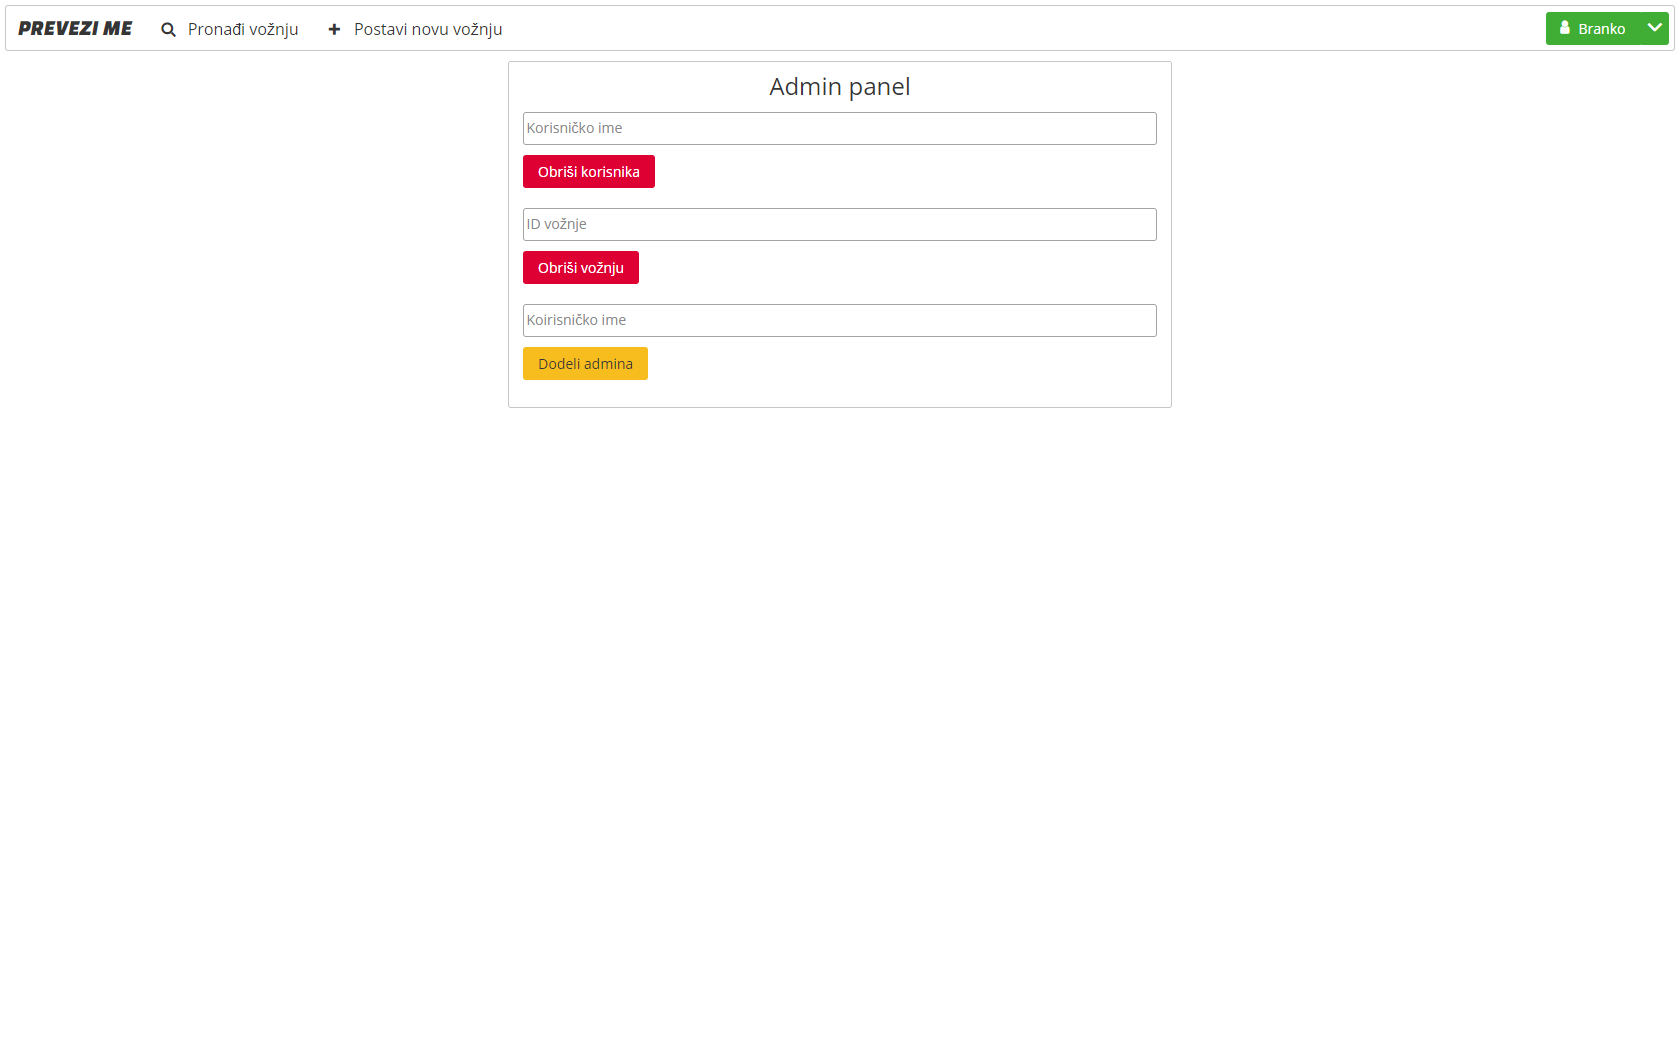 PREVEZI ME Pronađi vožnju Postavi novu vožnju Branko
Admin panel
Korisničko ime
Obriši korisnika
ID vožnje
Obriši vožnju
Koirisničko ime
Dodeli admina